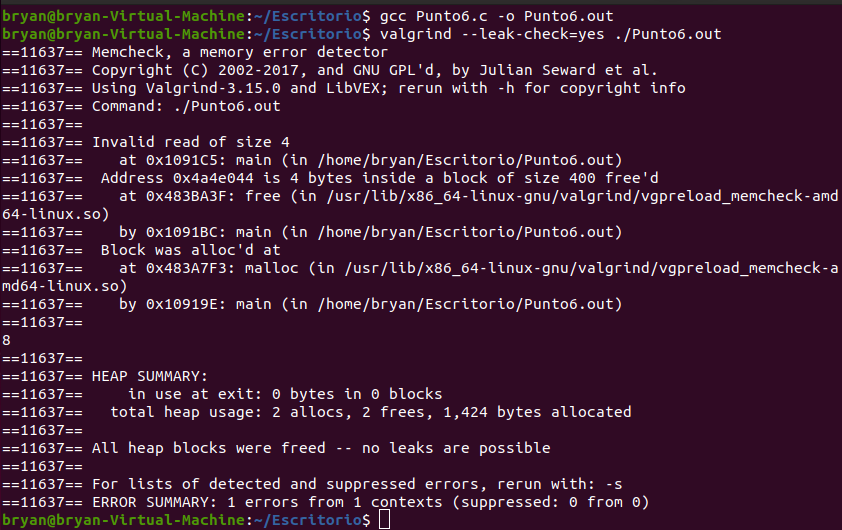 bryan@bryan-Virtual-Machine:~/Escritorio$ gcc Punto6.c -o Punto6.out
bryan@bryan-Virtual-Machine:~/Escritorio$ valgrind --leak-check=yes ./Punto6.out
==11637== Memcheck, a memory error detector
==11637== Copyright (C) 2002-2017, and GNU GPL'd, by Julian Seward et al.
==11637== Using Valgrind-3.15.0 and LibVEX; rerun with -h for copyright info
==11637== Command: ./Punto6.out
==11637==
==11637== Invalid read of size 4
==11637==    at 0x1091C5: main (in /home/bryan/Escritorio/Punto6.out)
==11637==  Address 0x4a4e044 is 4 bytes inside a block of size 400 free'd
==11637==    at 0x483BA3F: free (in /usr/lib/x86_64-linux-gnu/valgrind/vgpreload_memcheck-amd
64-linux.so)
==11637==    by 0x1091BC: main (in /home/bryan/Escritorio/Punto6.out)
==11637==  Block was alloc'd at
==11637==    at 0x483A7F3: malloc (in /usr/lib/x86_64-linux-gnu/valgrind/vgpreload_memcheck-a
md64-linux.so)
==11637==    by 0x10919E: main (in /home/bryan/Escritorio/Punto6.out)
==11637==
8
==11637==
==11637== HEAP SUMMARY:
==11637==     in use at exit: 0 bytes in 0 blocks
==11637==   total heap usage: 2 allocs, 2 frees, 1,424 bytes allocated
==11637==
==11637== All heap blocks were freed -- no leaks are possible
==11637==
==11637== For lists of detected and suppressed errors, rerun with: -s
==11637== ERROR SUMMARY: 1 errors from 1 contexts (suppressed: 0 from 0)
bryan@bryan-Virtual-Machine:~/Escritorio$